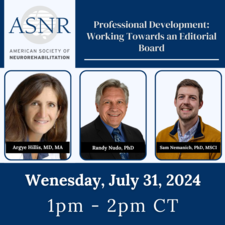 ASNR
AMERICAN SOCIETY OF
NEUROREHABILITATION
Professional Development:
Working Towards an Editorial
Board
Argye Hillis, MD, MA
Randy Nudo, PhD
Sam Nemanich, PhD, MSCI
Wenesday, July 31, 2024
1pm - 2pm CT